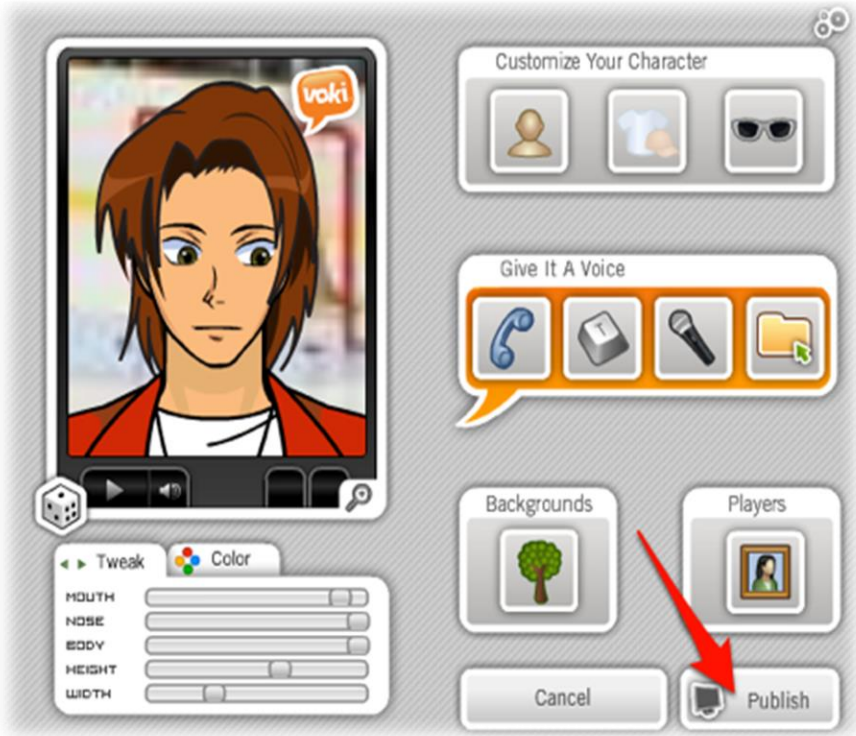 voki
Customize Your Character
Give It A Voice
T
Backgrounds
Players
Tweak
Color
MOUTH
NOSE
BODY
HEIGHT
WIDTH
Cancel
Publish